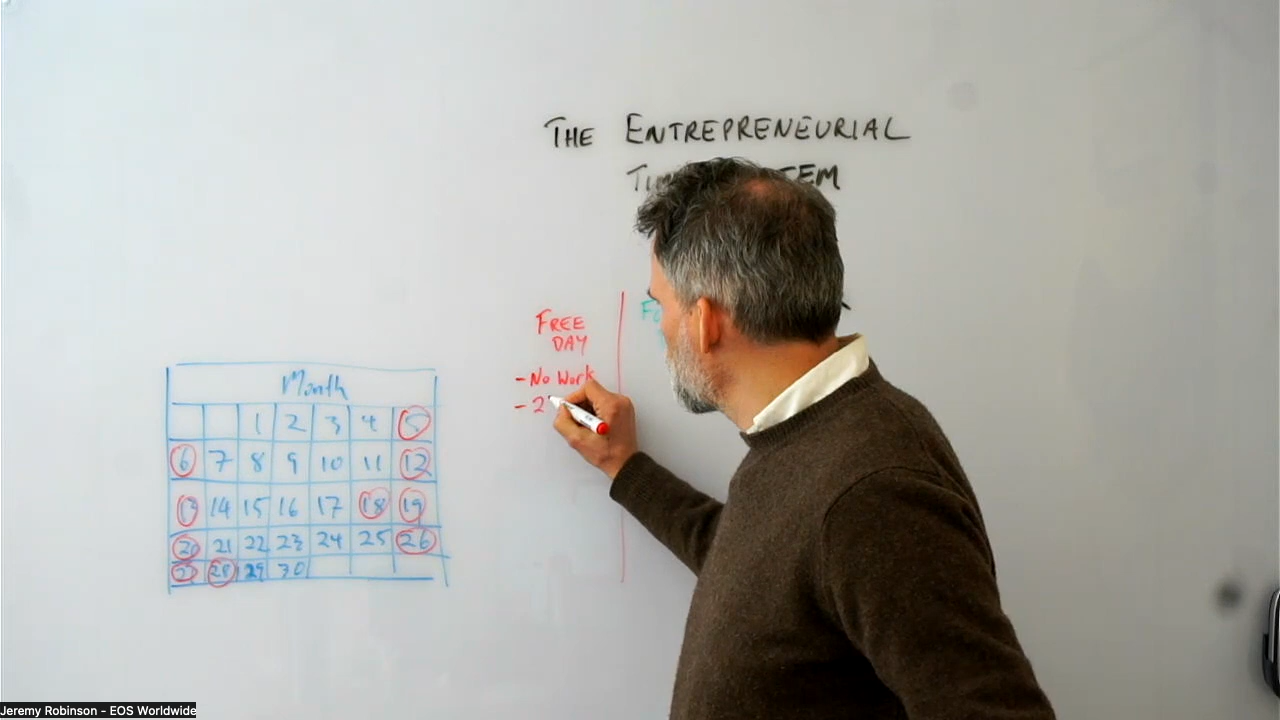 THE ENTREPRENEURIAL
FREE
DAY
- No Work
- 2
Month
1 2 3 4 5
6 7 8 9 10 11 12
13 14 15 16 17 18 19
20 21 22 23 24 25 26
27 28 29 30
Jeremy Robinson - EOS Worldwide